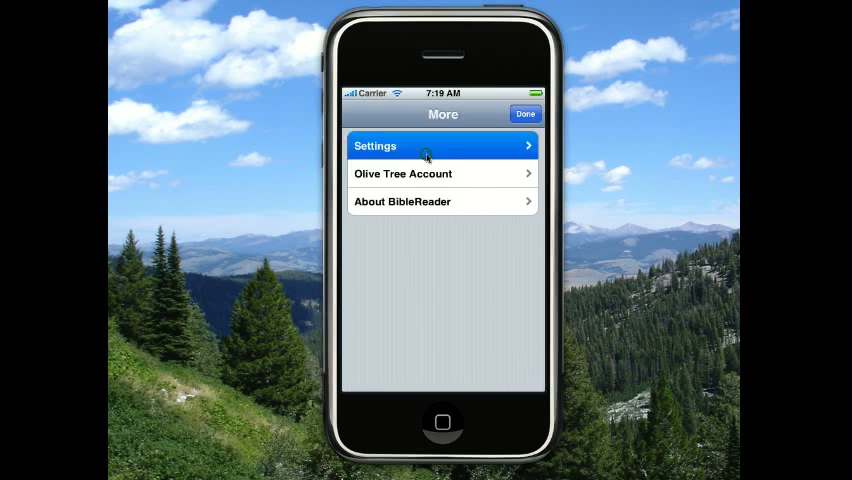 Carrier 7:19 AM
More Done
Settings
Olive Tree Account
About BibleReader